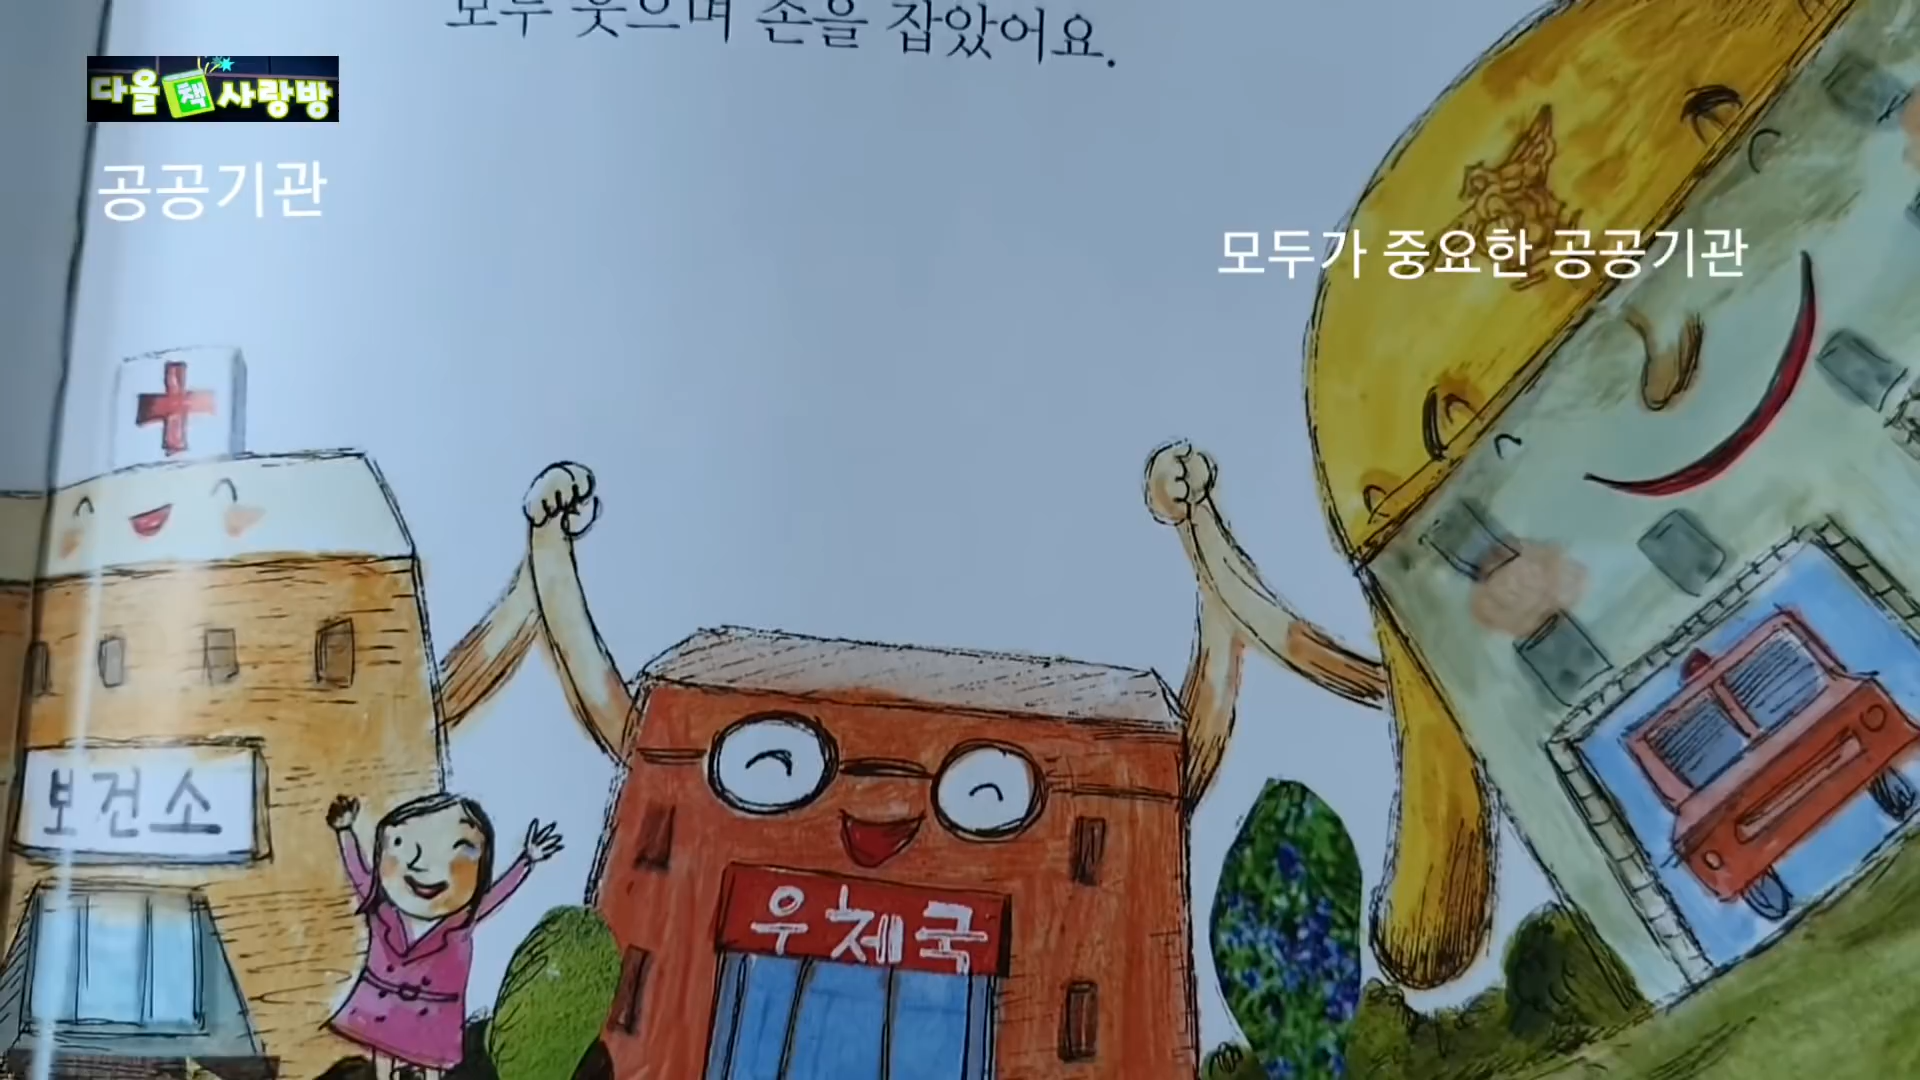 모두 웃으며 손을 잡았어요.
다올책사랑방
공공기관
모두가 중요한 공공기관
보건소
우체국